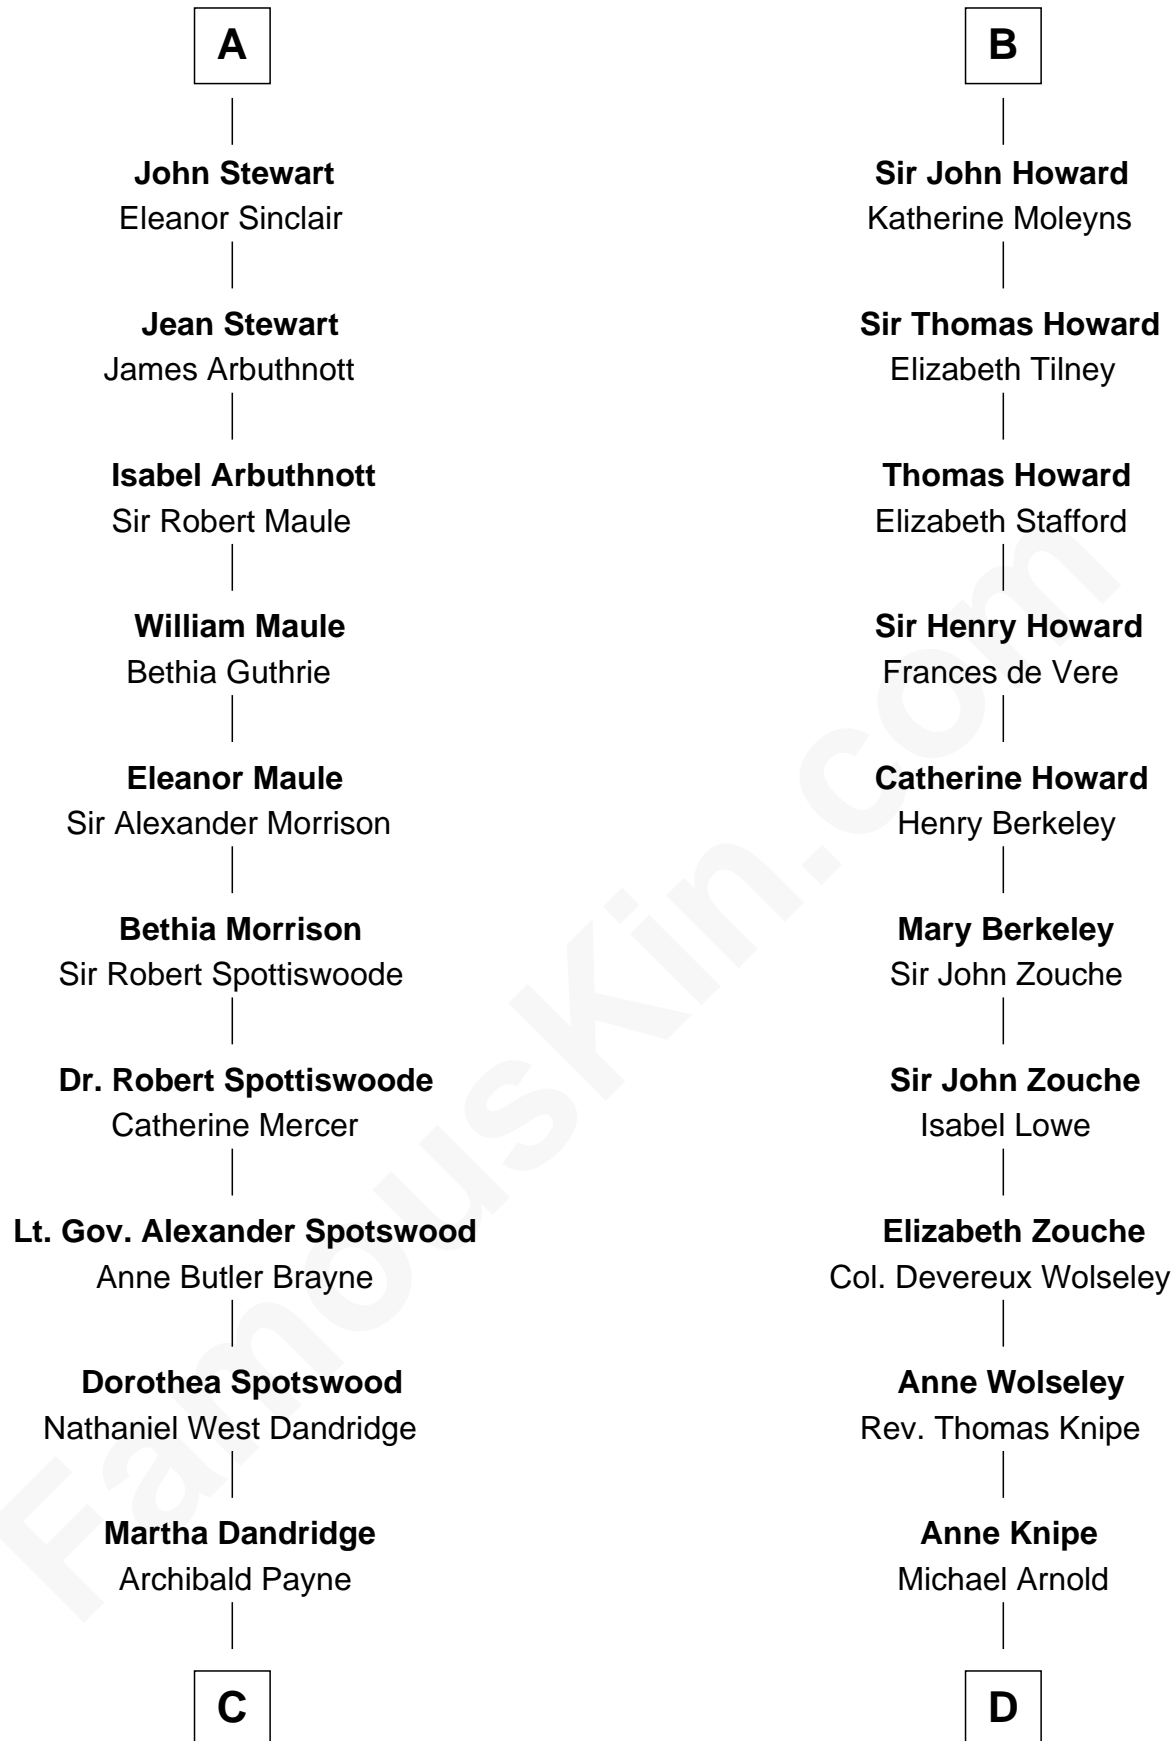 A
John Stewart
Eleanor Sinclair
Jean Stewart
James Arbuthnott
Isabel Arbuthnott
Sir Robert Maule
William Maule
Bethia Guthrie
Eleanor Maule
Sir Alexander Morrison
Bethia Morrison
Sir Robert Spottiswoode
Dr. Robert Spottiswoode
Catherine Mercer
Lt. Gov. Alexander Spotswood
Anne Butler Brayne
Dorothea Spotswood
Nathaniel West Dandridge
Martha Dandridge
Archibald Payne
C
B
Sir John Howard
Katherine Moleyns
Sir Thomas Howard
Elizabeth Tilney
Thomas Howard
Elizabeth Stafford
Sir Henry Howard
Frances de Vere
Catherine Howard
Henry Berkeley
Mary Berkeley
Sir John Zouche
Sir John Zouche
Isabel Lowe
Elizabeth Zouche
Col. Devereux Wolseley
Anne Wolseley
Rev. Thomas Knipe
Anne Knipe
Michael Arnold
D
FamousKin.com